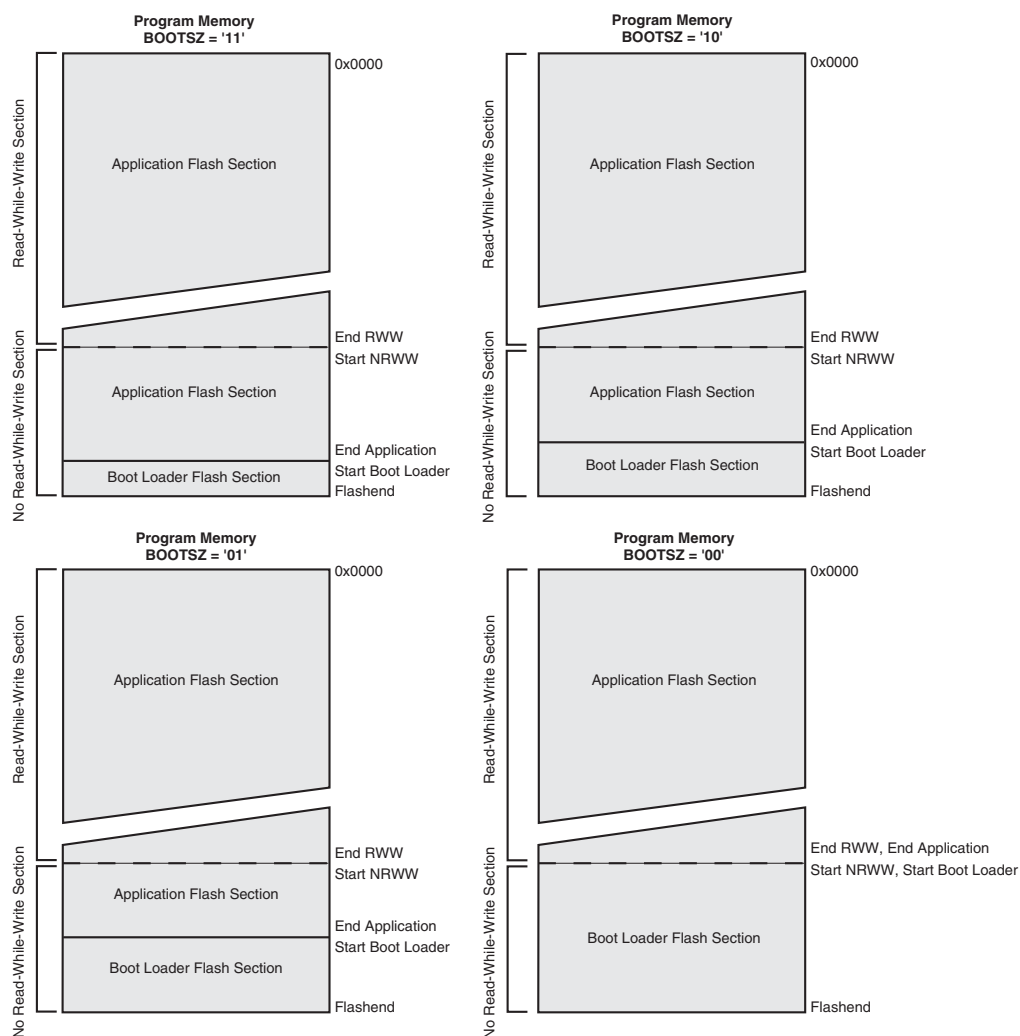 Program Memory
BOOTSZ = '11'
0x0000
Read-While-Write Section
Application Flash Section
End RWW
Start NRWW
No Read-While-Write Section
Application Flash Section
End Application
Start Boot Loader
Boot Loader Flash Section
Flashend
Program Memory
BOOTSZ = '10'
0x0000
Read-While-Write Section
Application Flash Section
End RWW
Start NRWW
No Read-While-Write Section
Application Flash Section
End Application
Start Boot Loader
Boot Loader Flash Section
Flashend
Program Memory
BOOTSZ = '01'
0x0000
Read-While-Write Section
Application Flash Section
End RWW
Start NRWW
No Read-While-Write Section
Application Flash Section
End Application
Start Boot Loader
Boot Loader Flash Section
Flashend
Program Memory
BOOTSZ = '00'
0x0000
Read-While-Write Section
Application Flash Section
End RWW, End Application
Start NRWW, Start Boot Loader
No Read-While-Write Section
Boot Loader Flash Section
Flashend